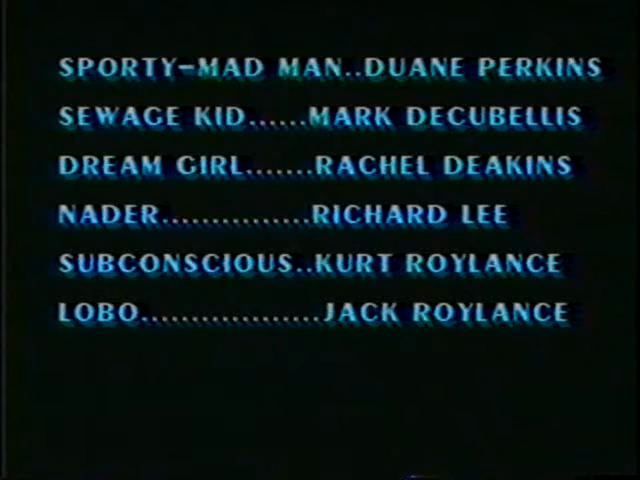 SPORTY-MAD MAN..DUANE PERKINS
SEWAGE KID......MARK DECUBELLIS
DREAM GIRL.......RACHEL DEAKINS
NADER...............RICHARD LEE
SUBCONSCIOUS..KURT ROYLANCE
LOBO..................JACK ROYLANCE